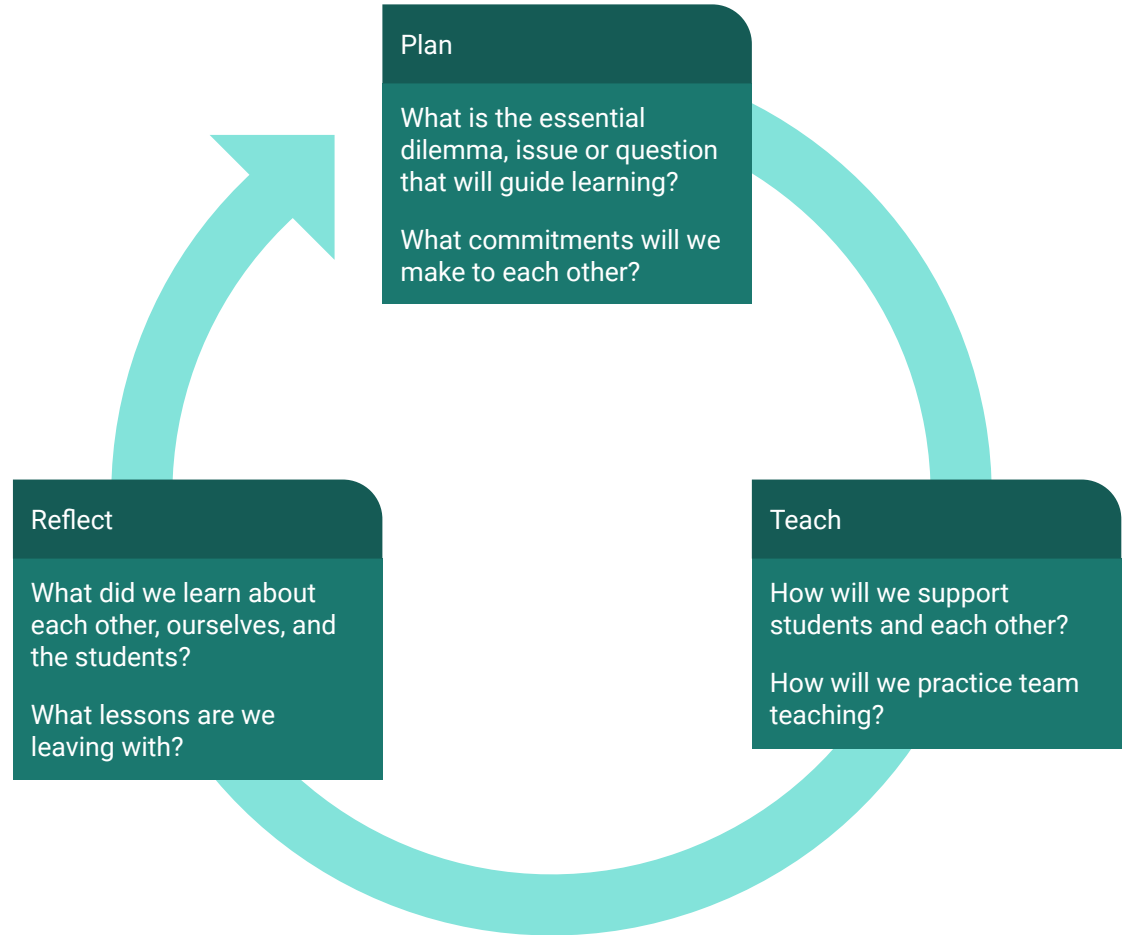 Plan
What is the essential
dilemma, issue or question
that will guide learning?
What commitments will we
make to each other?
Teach
How will we support
students and each other?
How will we practice team
teaching?
Reflect
What did we learn about
each other, ourselves, and
the students?
What lessons are we
leaving with?